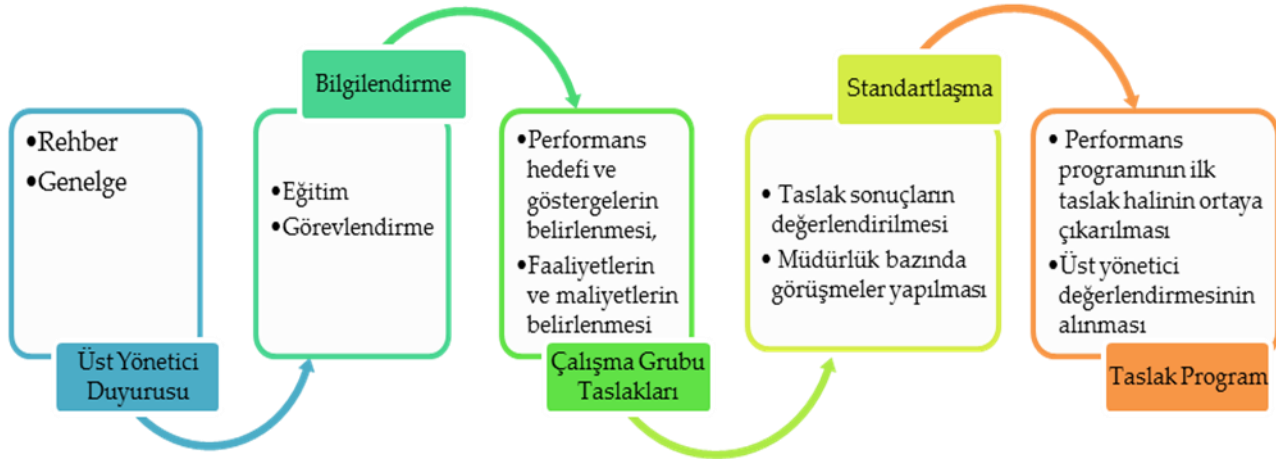 •Rehber
•Genelge
Üst Yönetici
Duyurusu
Bilgilendirme
•Eğitim
•Görevlendirme
•Performans
hedefi ve
göstergelerin
belirlenmesi,
•Faaliyetlerin
ve maliyetlerin
belirlenmesi
Çalışma Grubu
Taslakları
Standartlaşma
• Taslak sonuçların
değerlendirilmesi
• Müdürlük bazında
görüşmeler yapılması
• Performans
programının ilk
taslak halinin ortaya
çıkarılması
•Üst yönetici
değerlendirmesinin
alınması
Taslak Program